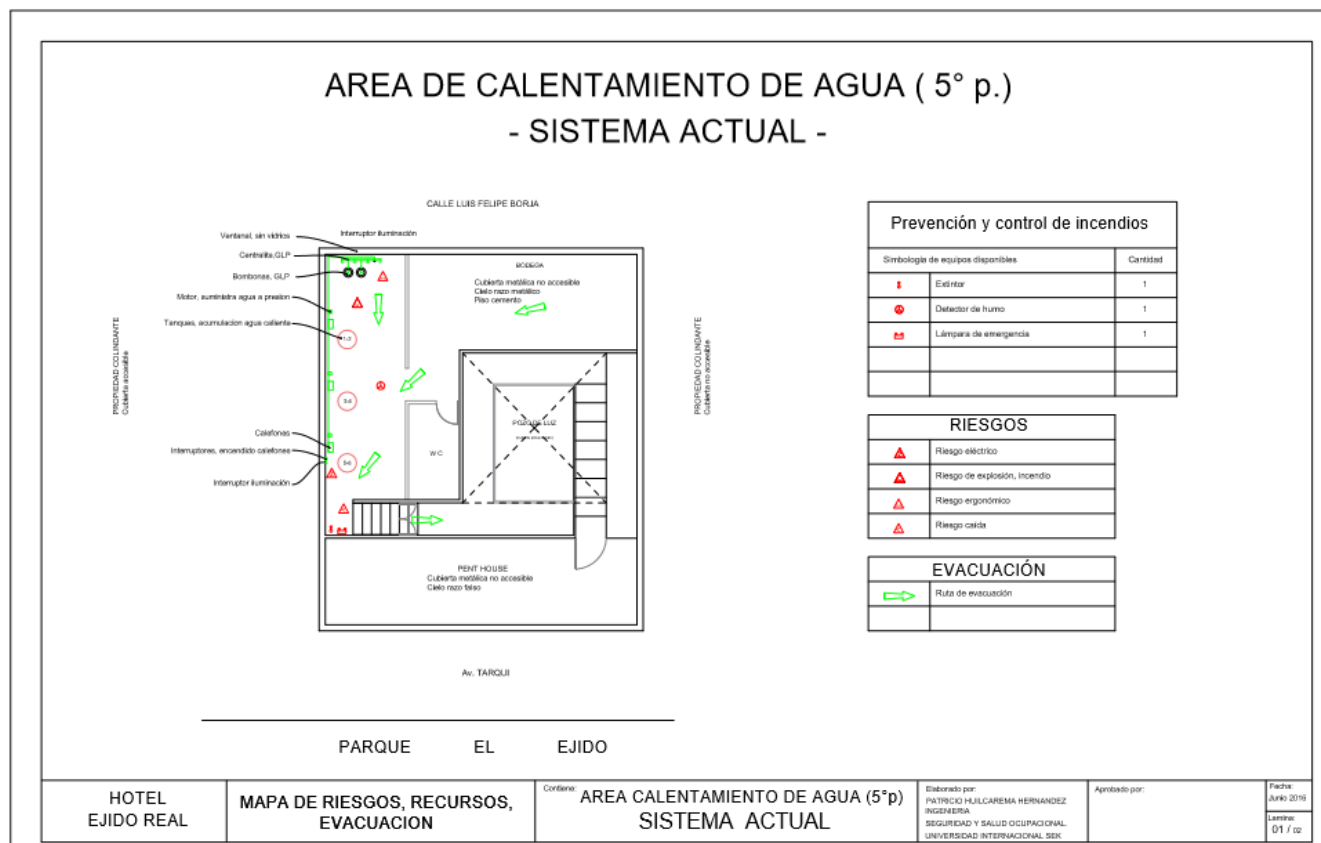 AREA DE CALENTAMIENTO DE AGUA ( 5° p.)
- SISTEMA ACTUAL -
CALLE LUIS FELIPE BORJA
Ventanal, sin vidrios
Interruptor iluminación
Centralita,GLP
Bombonas, GLP
Motor, suministra agua a presion
Tanques, acumulacion agua caliente
Calefones
Interruptores, encendido calefones
Interruptor iluminación
PROPIEDAD COLINDANTE
Cubierta accesible
BODEGA
Cubierta metálica no accesible
Cielo razo metálico
Piso cemento
1-2
3-4
5-6
W C
POZO DE LUZ
PROPIEDAD COLINDANTE
Cubierta no accesible
PENT HOUSE
Cubierta metálica no accesible
Cielo razo falso
Av. TARQUI
PARQUE EL EJIDO
Prevención y control de incendios
Simbología de equipos disponibles Cantidad
Extintor 1
Detector de humo 1
Lámpara de emergencia 1
RIESGOS
Riesgo eléctrico
Riesgo de explosión, incendio
Riesgo ergonómico
Riesgo caída
EVACUACIÓN
Ruta de evacuación
HOTEL
EJIDO REAL
MAPA DE RIESGOS, RECURSOS,
EVACUACION
Contiene:
AREA CALENTAMIENTO DE AGUA (5°p)
SISTEMA ACTUAL
Elaborado por:
PATRICIO HUILCAREMA HERNANDEZ
INGENIERIA
SEGURIDAD Y SALUD OCUPACIONAL
UNIVERSIDAD INTERNACIONAL SEK
Aprobado por:
Fecha:
Junio 2016
Lamina:
01 / 02